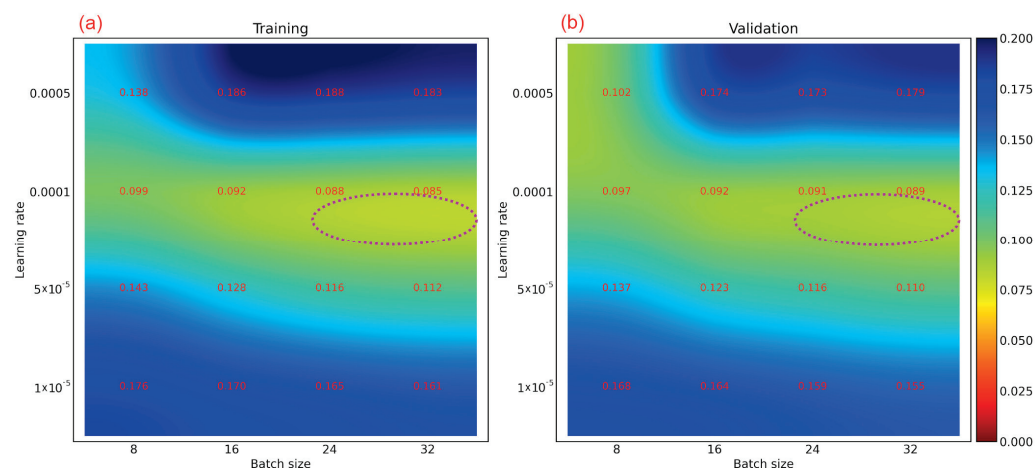 (a)
Training
Learning rate
0.0005
0.0001
5×10⁻⁵
1×10⁻⁵
0.138 0.186 0.188 0.183
0.099 0.092 0.088 0.085
0.143 0.128 0.116 0.112
0.176 0.170 0.165 0.161
8 16 24 32
Batch size
(b)
Validation
Learning rate
0.0005
0.0001
5×10⁻⁵
1×10⁻⁵
0.102 0.174 0.173 0.179
0.097 0.092 0.091 0.089
0.137 0.123 0.116 0.110
0.164
8 16 24 32
Batch size
0.200
0.175
0.150
0.125
0.100
0.075
0.050
0.025
0.000